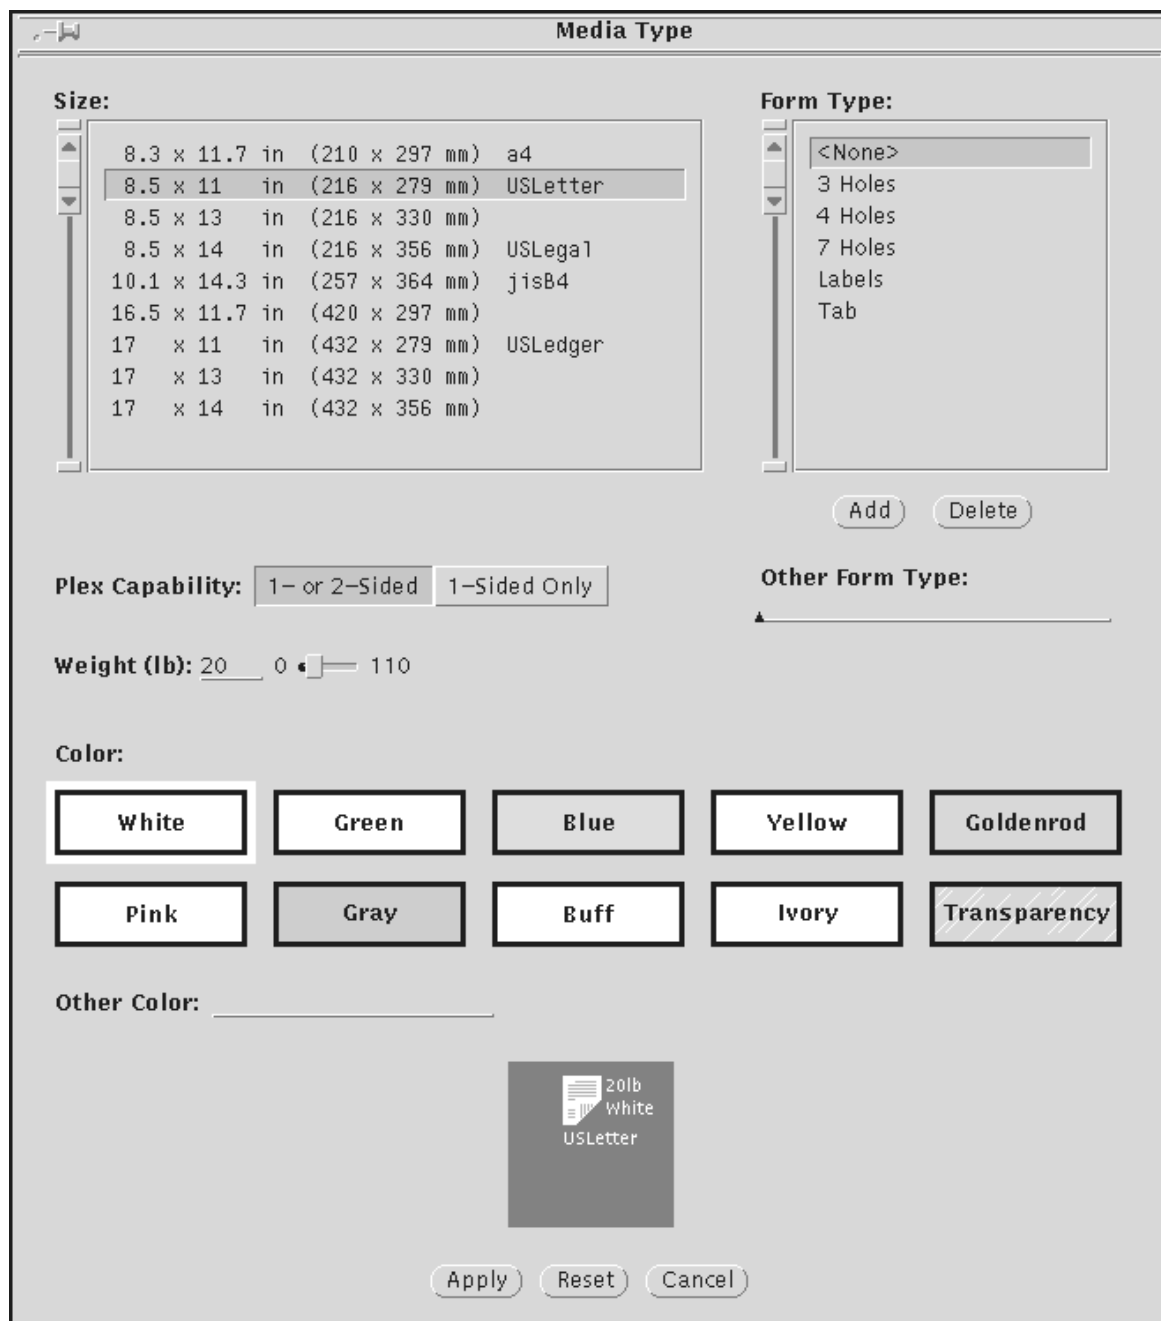 Media Type
Size:
8.3 x 11.7 in (210 x 297 mm) a4
8.5 x 11 in (216 x 279 mm) USLetter
8.5 x 13 in (216 x 330 mm)
8.5 x 14 in (216 x 356 mm) USLegal
10.1 x 14.3 in (257 x 364 mm) jisB4
16.5 x 11.7 in (420 x 297 mm)
17 x 11 in (432 x 279 mm) USLedger
17 x 13 in (432 x 330 mm)
17 x 14 in (432 x 356 mm)
Form Type:
<None>
3 Holes
4 Holes
7 Holes
Labels
Tab
Add Delete
Plex Capability: 1- or 2-Sided 1-Sided Only
Other Form Type:
Weight (lb): 20 0 110
Color:
White Green Blue Yellow Goldenrod
Pink Gray Buff Ivory Transparency
Other Color:
20lb
White
USLetter
Apply Reset Cancel